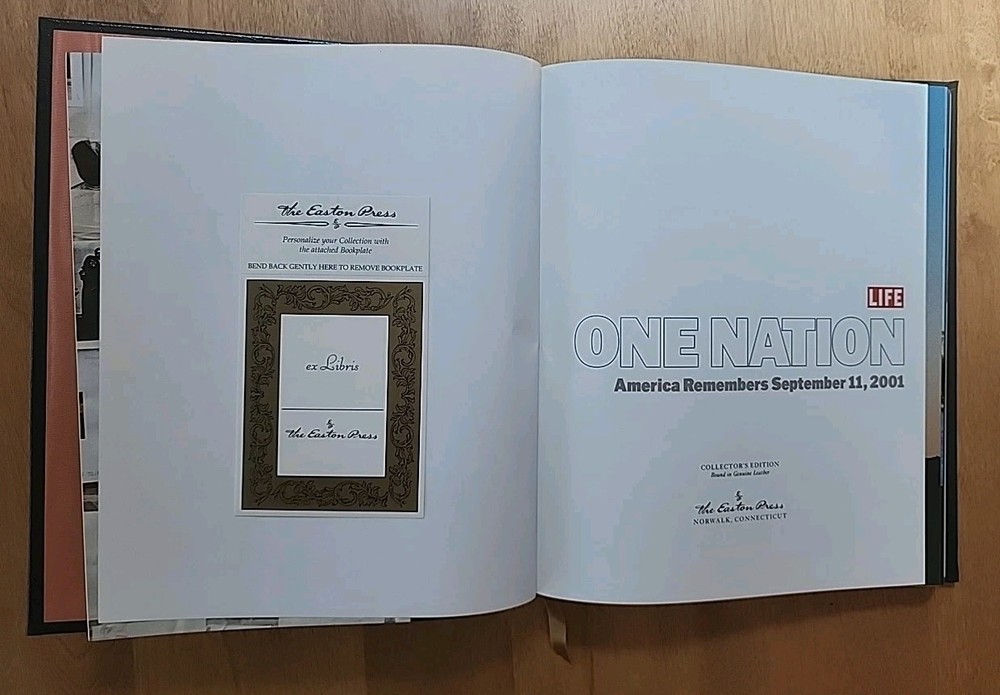 The Easton Press
Personalize your Collection with
the attached Bookplate
BEND BACK GENTLY HERE TO REMOVE BOOKPLATE
ex Libris
The Easton Press
LIFE
ONE NATION
America Remembers September 11, 2001
COLLECTOR'S EDITION
Bound in Genuine Leather
The Easton Press
NORWALK, CONNECTICUT